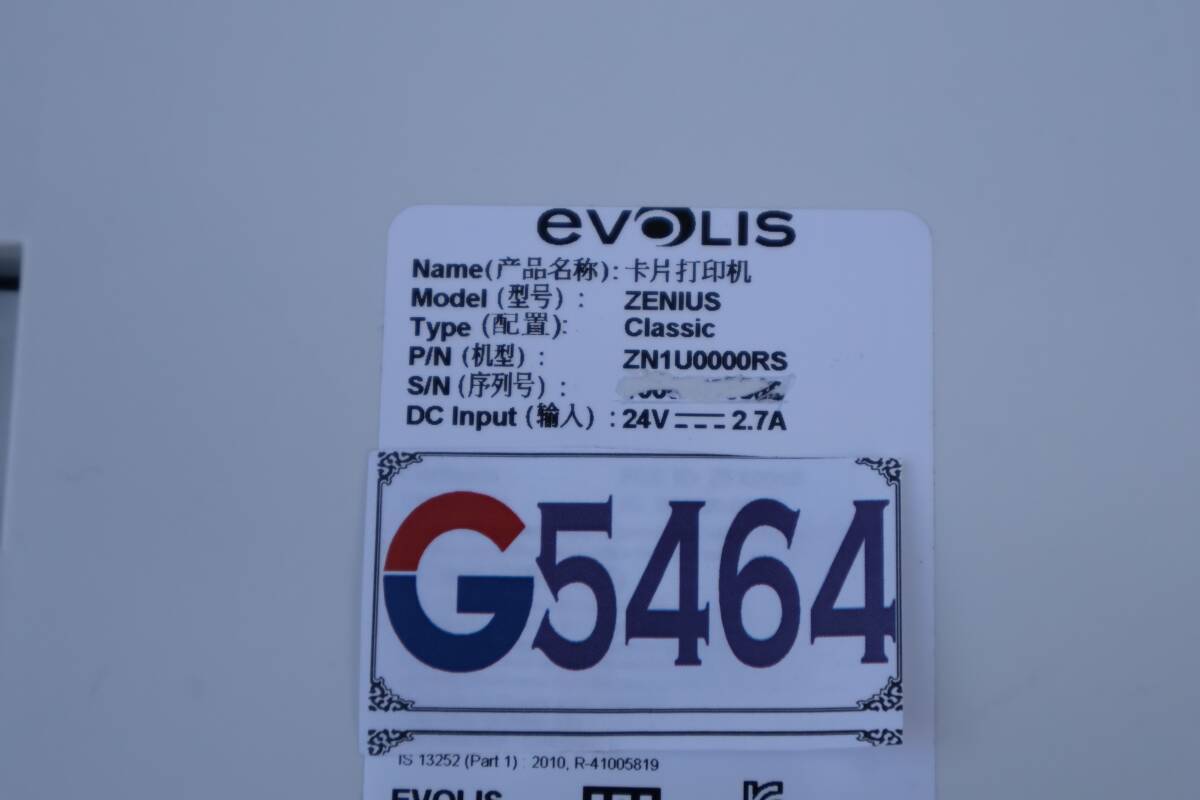 evolis
Name(产品名称): 卡片打印机
Model (型号) : ZENIUS
Type (配置): Classic
P/N (机型) : ZN1U0000RS
S/N (序列号) :
DC Input (输入) : 24V 2.7A
G5464
IS 13252 (Part 1) : 2010, R-41005819
EVOLIS